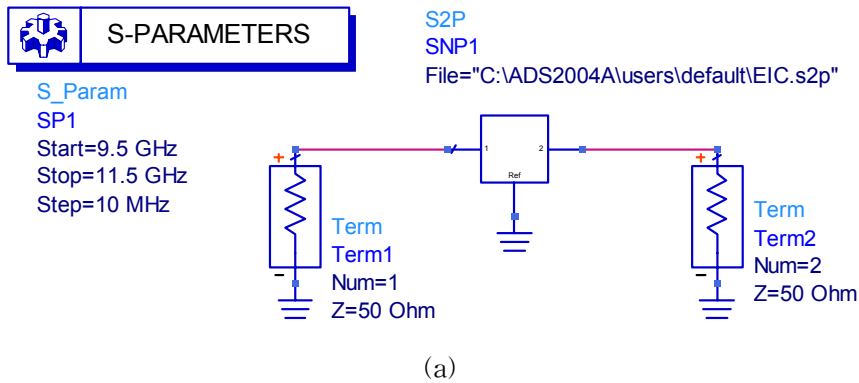 S-PARAMETERS
S_Param
SP1
Start=9.5 GHz
Stop=11.5 GHz
Step=10 MHz
S2P
SNP1
File="C:\ADS2004A\users\default\EIC.s2p"
1
2
Ref
+
-
Term
Term1
Num=1
Z=50 Ohm
+
-
Term
Term2
Num=2
Z=50 Ohm
(a)